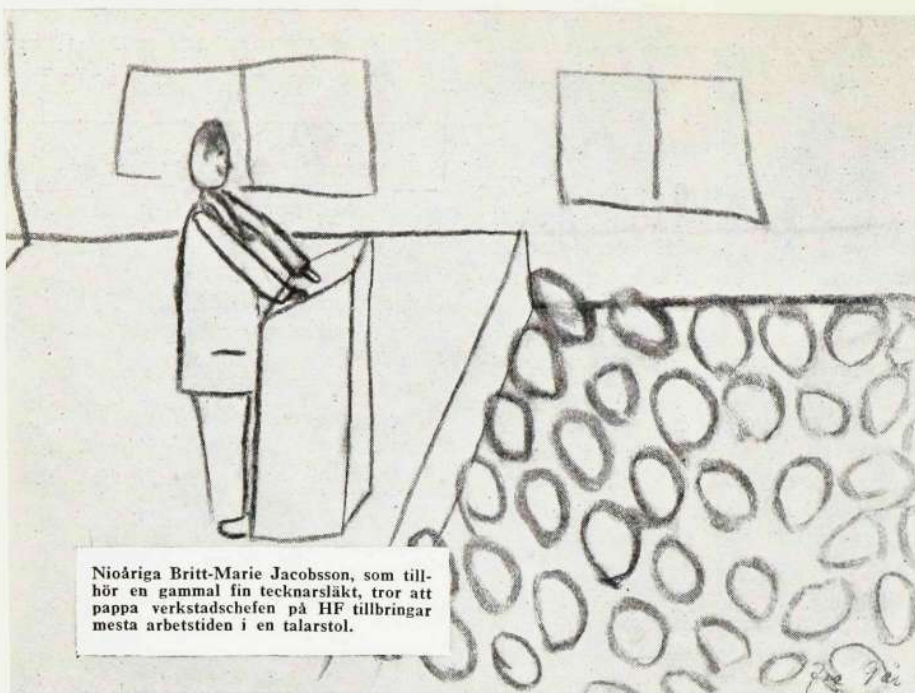 Nioåriga Britt-Marie Jacobsson, som till-
hör en gammal fin tecknarsläkt, tror att
pappa verkstadschefen på HF tillbringar
mesta arbetstiden i en talarstol.